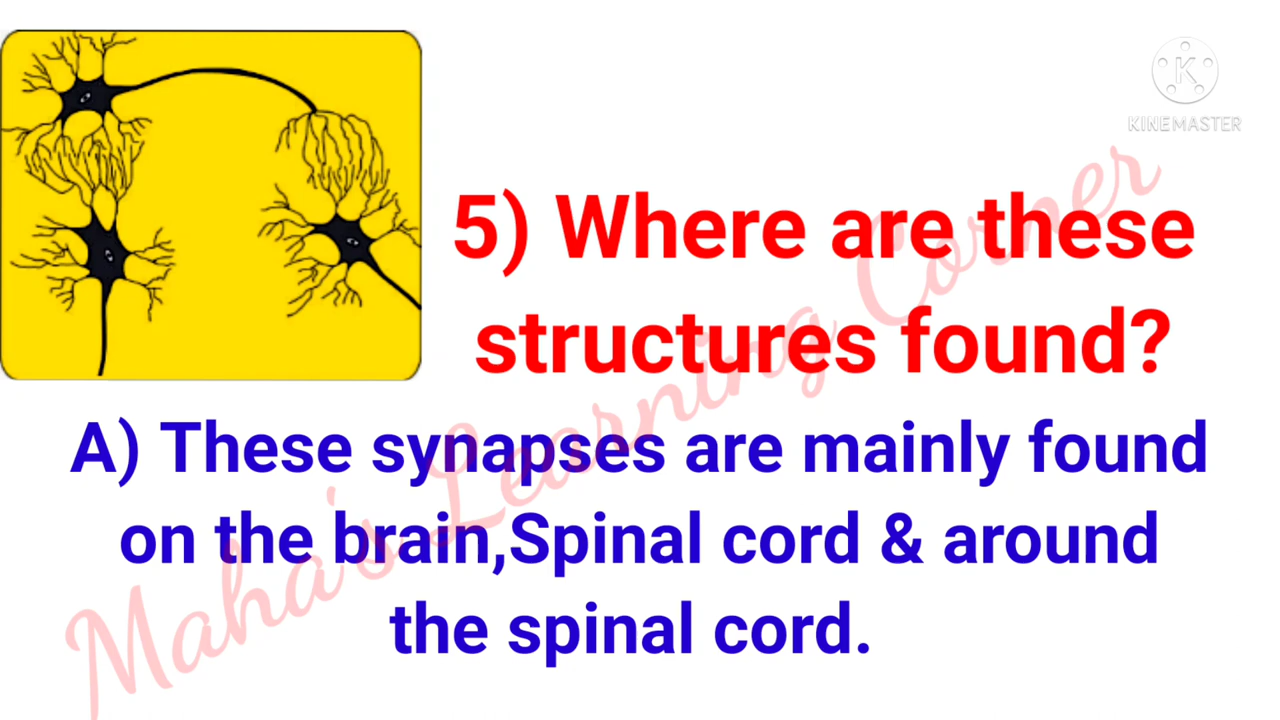 KINEMASTER
5) Where are these
structures found?
A) These synapses are mainly found
on the brain,Spinal cord & around
the spinal cord.
Maha's Learning Corner